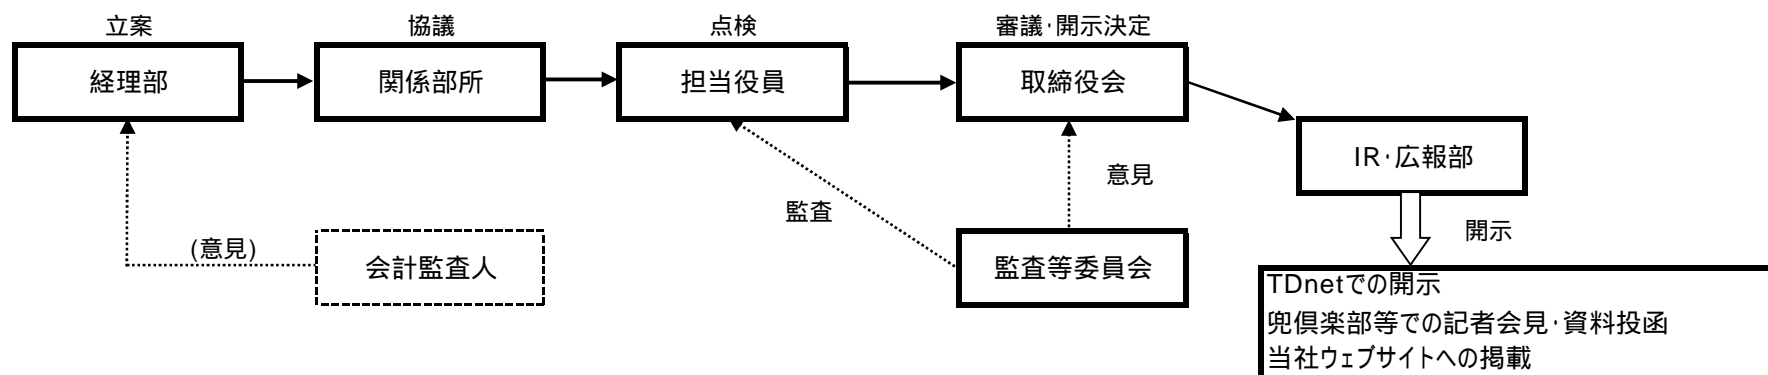 立案
協議
点検
審議･開示決定
経理部
関係部所
担当役員
取締役会
IR･広報部
意見
監査
(意見)
会計監査人
監査等委員会
開示
TDnetでの開示
兜倶楽部等での記者会見･資料投函
当社ウェブサイトへの掲載